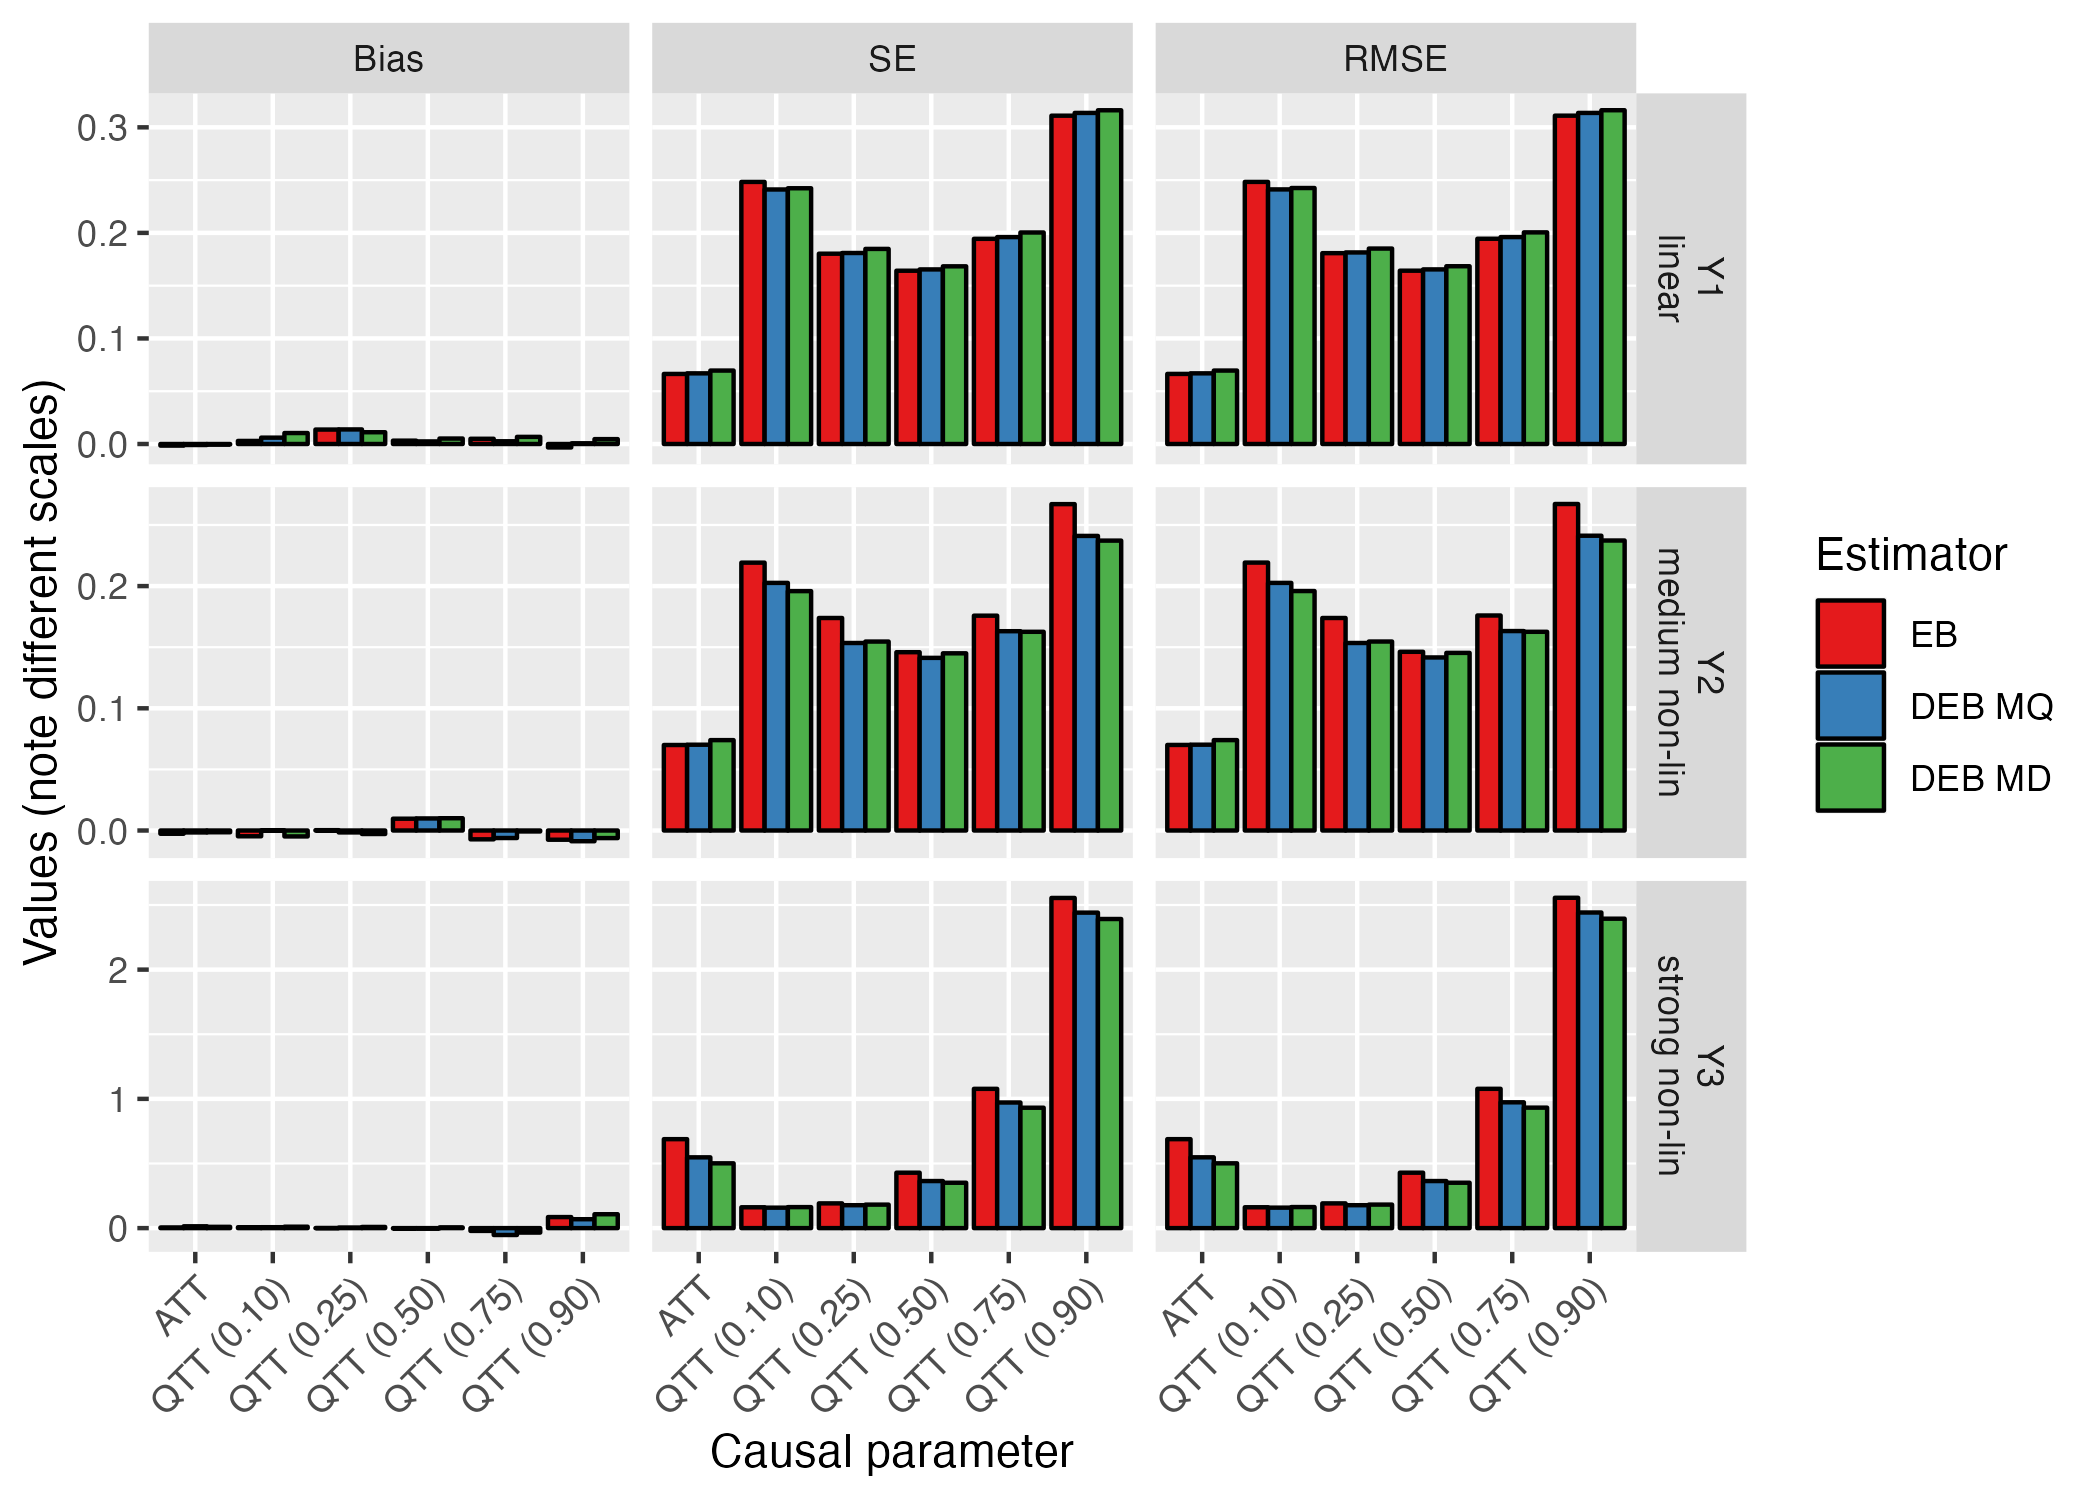 Bias
SE
RMSE
Values (note different scales)
0.3
0.2
0.1
0.0
Y1
linear
0.2
0.1
0.0
Y2
medium non-lin
2
1
0
Y3
strong non-lin
ATT
QTT (0.10)
QTT (0.25)
QTT (0.50)
QTT (0.75)
QTT (0.90)
ATT
QTT (0.10)
QTT (0.25)
QTT (0.50)
QTT (0.75)
QTT (0.90)
ATT
QTT (0.10)
QTT (0.25)
QTT (0.50)
QTT (0.75)
QTT (0.90)
Causal parameter
Estimator
EB
DEB MQ
DEB MD